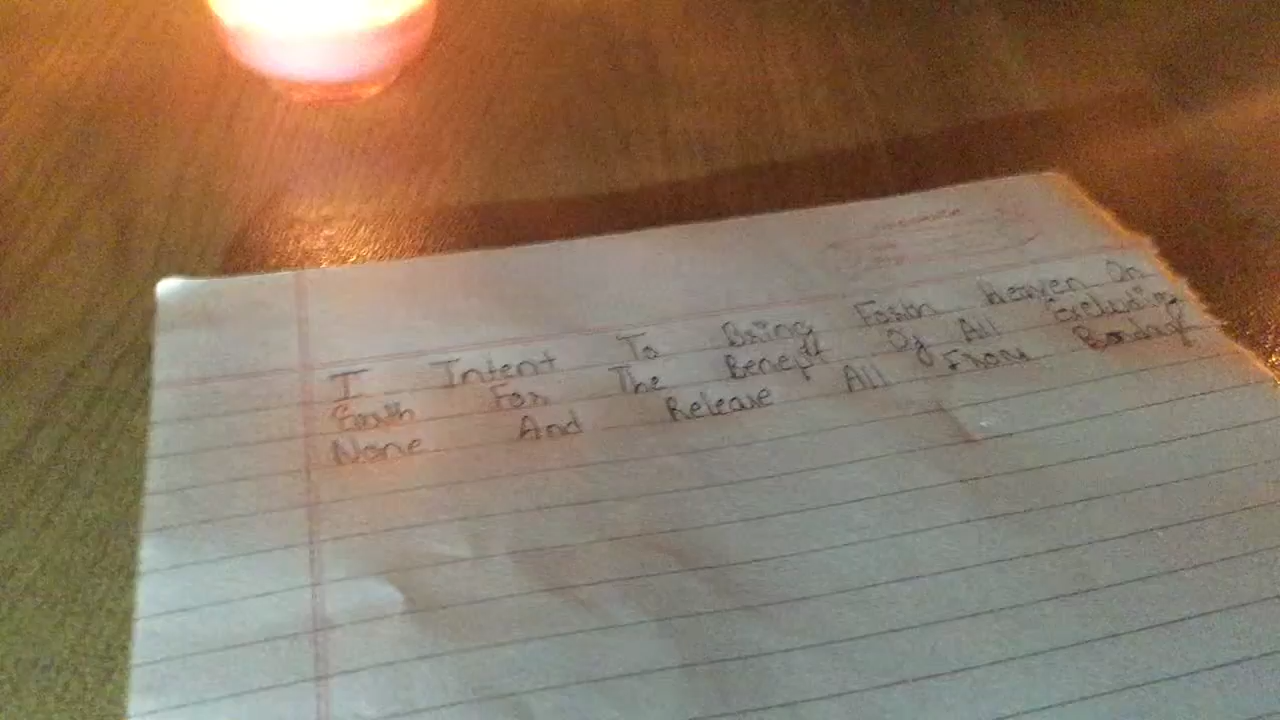 I Intent To Bring Forth Heaven On
Earth For The Benefit Of All Excluding
None And Release All From Bondage